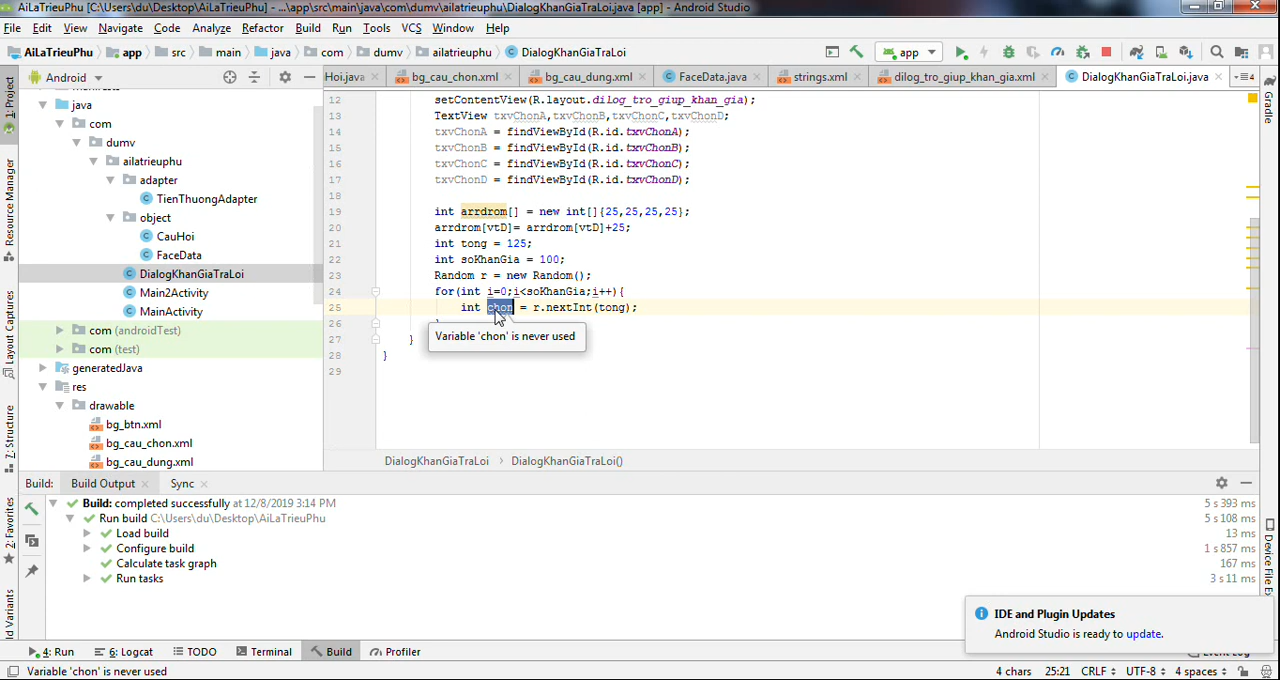 AiLaTrieuPhu [C:\Users\du\Desktop\AiLaTrieuPhu] - ...\app\src\main\java\com\dumv\ailatrieuphu\DialogKhanGiaTraLoi.java [app] - Android Studio
File Edit View Navigate Code Analyze Refactor Build Run Tools VCS Window Help
AiLaTrieuPhu app src main java com dumv ailatrieuphu DialogKhanGiaTraLoi app
Android
Hoi.java bg_cau_chon.xml bg_cau_dung.xml FaceData.java strings.xml dilog_tro_giup_khan_gia.xml DialogKhanGiaTraLoi.java
java
com
dumv
ailatrieuphu
adapter
TienThuongAdapter
object
CauHoi
FaceData
DialogKhanGiaTraLoi
Main2Activity
MainActivity
com (androidTest)
com (test)
generatedJava
res
drawable
bg_btn.xml
bg_cau_chon.xml
bg_cau_dung.xml
12 setContentView(R.layout.dilog_tro_giup_khan_gia);
13 TextView txvChonA,txvChonB,txvChonC,txvChonD;
14 txvChonA = findViewById(R.id.txvChonA);
15 txvChonB = findViewById(R.id.txvChonB);
16 txvChonC = findViewById(R.id.txvChonC);
17 txvChonD = findViewById(R.id.txvChonD);
18
19 int arrdrom[] = new int[]{25,25,25,25};
20 arrdrom[vtD]= arrdrom[vtD]+25;
21 int tong = 125;
22 int soKhanGia = 100;
23 Random r = new Random();
24 for(int i=0;i<soKhanGia;i++){
25 int chon = r.nextInt(tong);
26
27 }
28 }
29
Variable 'chon' is never used
DialogKhanGiaTraLoi DialogKhanGiaTraLoi()
1: Project
Resource Manager
Layout Captures
7: Structure
2: Favorites
Gradle
Build: Build Output Sync
Build: completed successfully at 12/8/2019 3:14 PM 5 s 393 ms
Run build C:\Users\du\Desktop\AiLaTrieuPhu 5 s 108 ms
Load build 13 ms
Configure build 1 s 857 ms
Calculate task graph 167 ms
Run tasks 3 s 11 ms
IDE and Plugin Updates
Android Studio is ready to update.
4: Run 6: Logcat TODO Terminal Build Profiler
Variable 'chon' is never used 4 chars 25:21 CRLF UTF-8 4 spaces